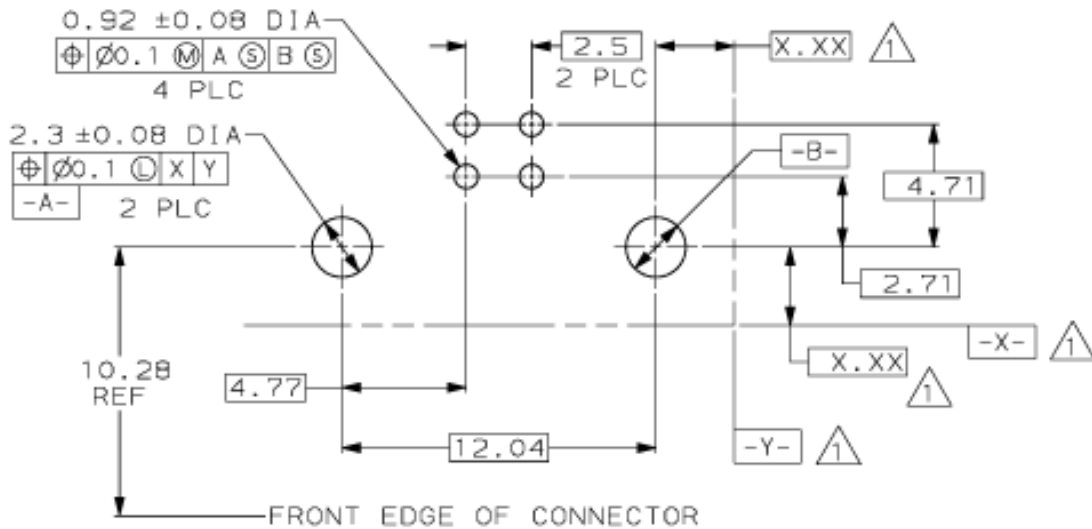 0.92 ±0.08 DIA
⌖ Ø0.1 Ⓜ A Ⓢ B Ⓢ
4 PLC
2.5
2 PLC
X.XX 1
2.3 ±0.08 DIA
⌖ Ø0.1 Ⓛ X Y
-A-
2 PLC
-B-
4.71
2.71
-X- 1
10.28
REF
X.XX
1
4.77
12.04
-Y- 1
FRONT EDGE OF CONNECTOR